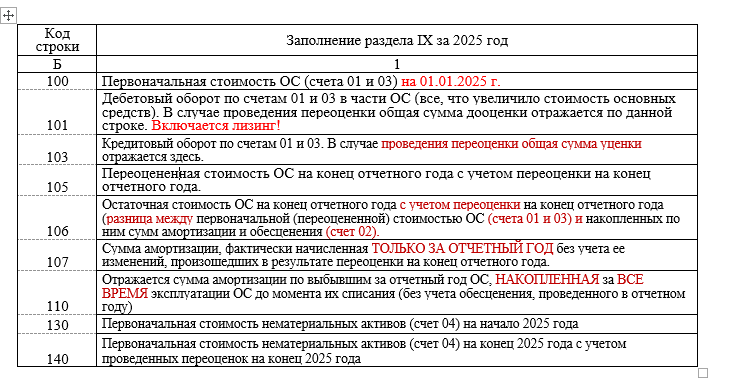 Код
строки
Заполнение раздела IX за 2025 год
Б
1
100
Первоначальная стоимость ОС (счета 01 и 03) на 01.01.2025 г.
Дебетовый оборот по счетам 01 и 03 в части ОС (все, что увеличило стоимость основных
средств). В случае проведения переоценки общая сумма дооценки отражается по данной
101
строке. Включается лизинг!
Кредитовый оборот по счетам 01 и 03. В случае проведения переоценки общая сумма уценки
103
отражается здесь.
Переоцененная стоимость ОС на конец отчетного года с учетом переоценки на конец
105
отчетного года.
Остаточная стоимость ОС на конец отчетного года с учетом переоценки на конец отчетного года
(разница между первоначальной (переоцененной) стоимостью ОС (счета 01 и 03) и накопленных по
106
ним сумм амортизации и обесценения (счет 02).
Сумма амортизации, фактически начисленная ТОЛЬКО ЗА ОТЧЕТНЫЙ ГОД без учета ее
107
изменений, произошедших в результате переоценки на конец отчетного года.
Отражается сумма амортизации по выбывшим за отчетный год ОС, НАКОПЛЕННАЯ за ВСЕ
ВРЕМЯ эксплуатации ОС до момента их списания (без учета обесценения, проведенного в отчетном
110
году)
130
Первоначальная стоимость нематериальных активов (счет 04) на начало 2025 года
Первоначальная стоимость нематериальных активов (счет 04) на конец 2025 года с учетом
140
проведенных переоценок на конец 2025 года